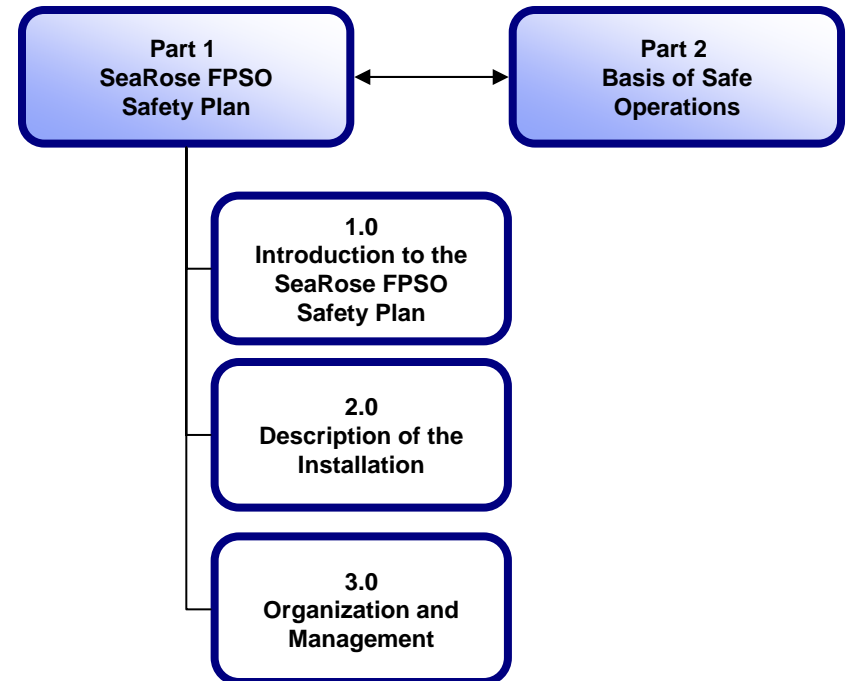 Part 1
SeaRose FPSO
Safety Plan
Part 2
Basis of Safe
Operations
1.0
Introduction to the
SeaRose FPSO
Safety Plan
2.0
Description of the
Installation
3.0
Organization and
Management